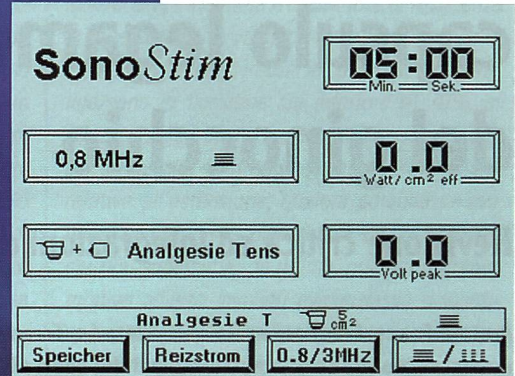 SonoStim
05:00
Min. Sek.
0,8 MHz
0.0
Watt/cm² eff
+ Analgesie Tens
0.0
Volt peak
Analgesie T 5 cm²
Speicher Reizstrom 0.8/3MHz /